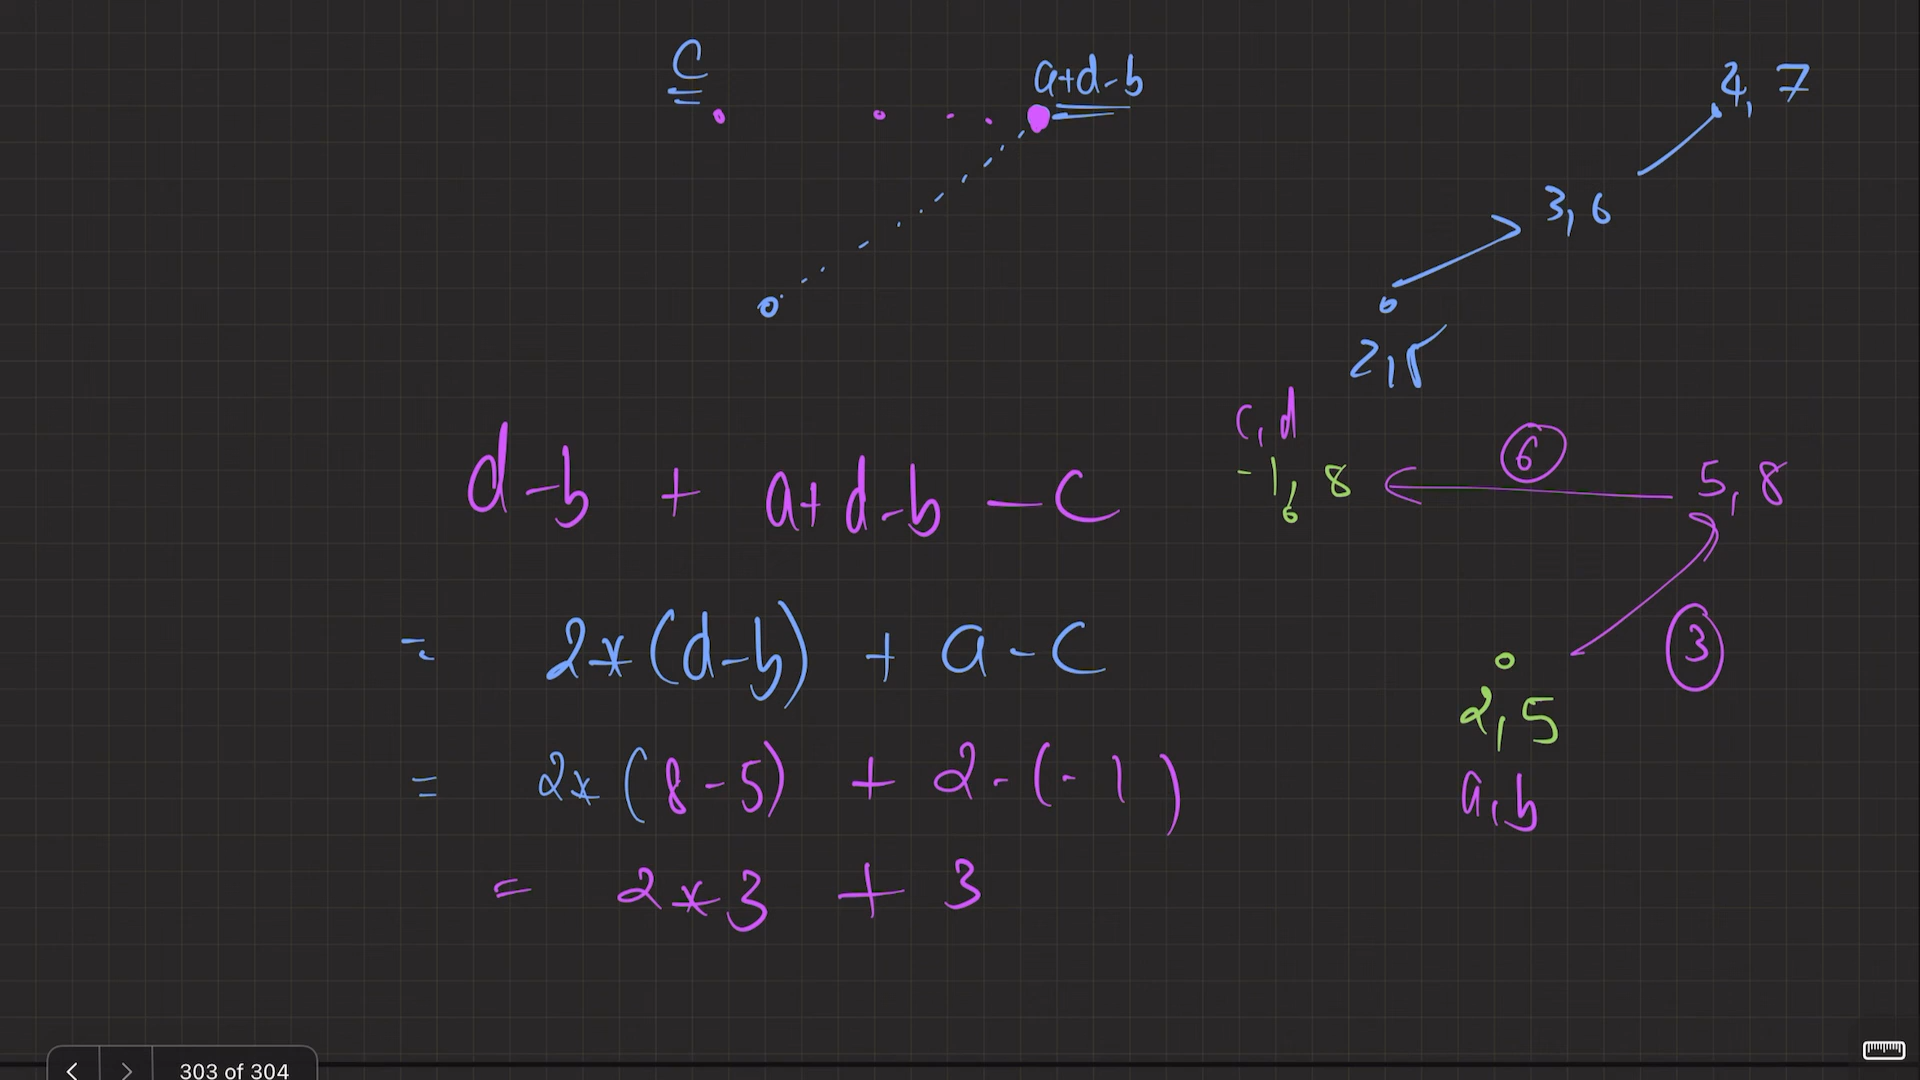 C
a+d-b
4, 7
3, 6
2, 5
c, d
-1, 8
6
5, 8
d-b + a+d-b - C
3
= 2*(d-b) + a - C
2, 5
a, b
= 2*(8-5) + 2-(-1)
= 2*3 + 3
303 of 304